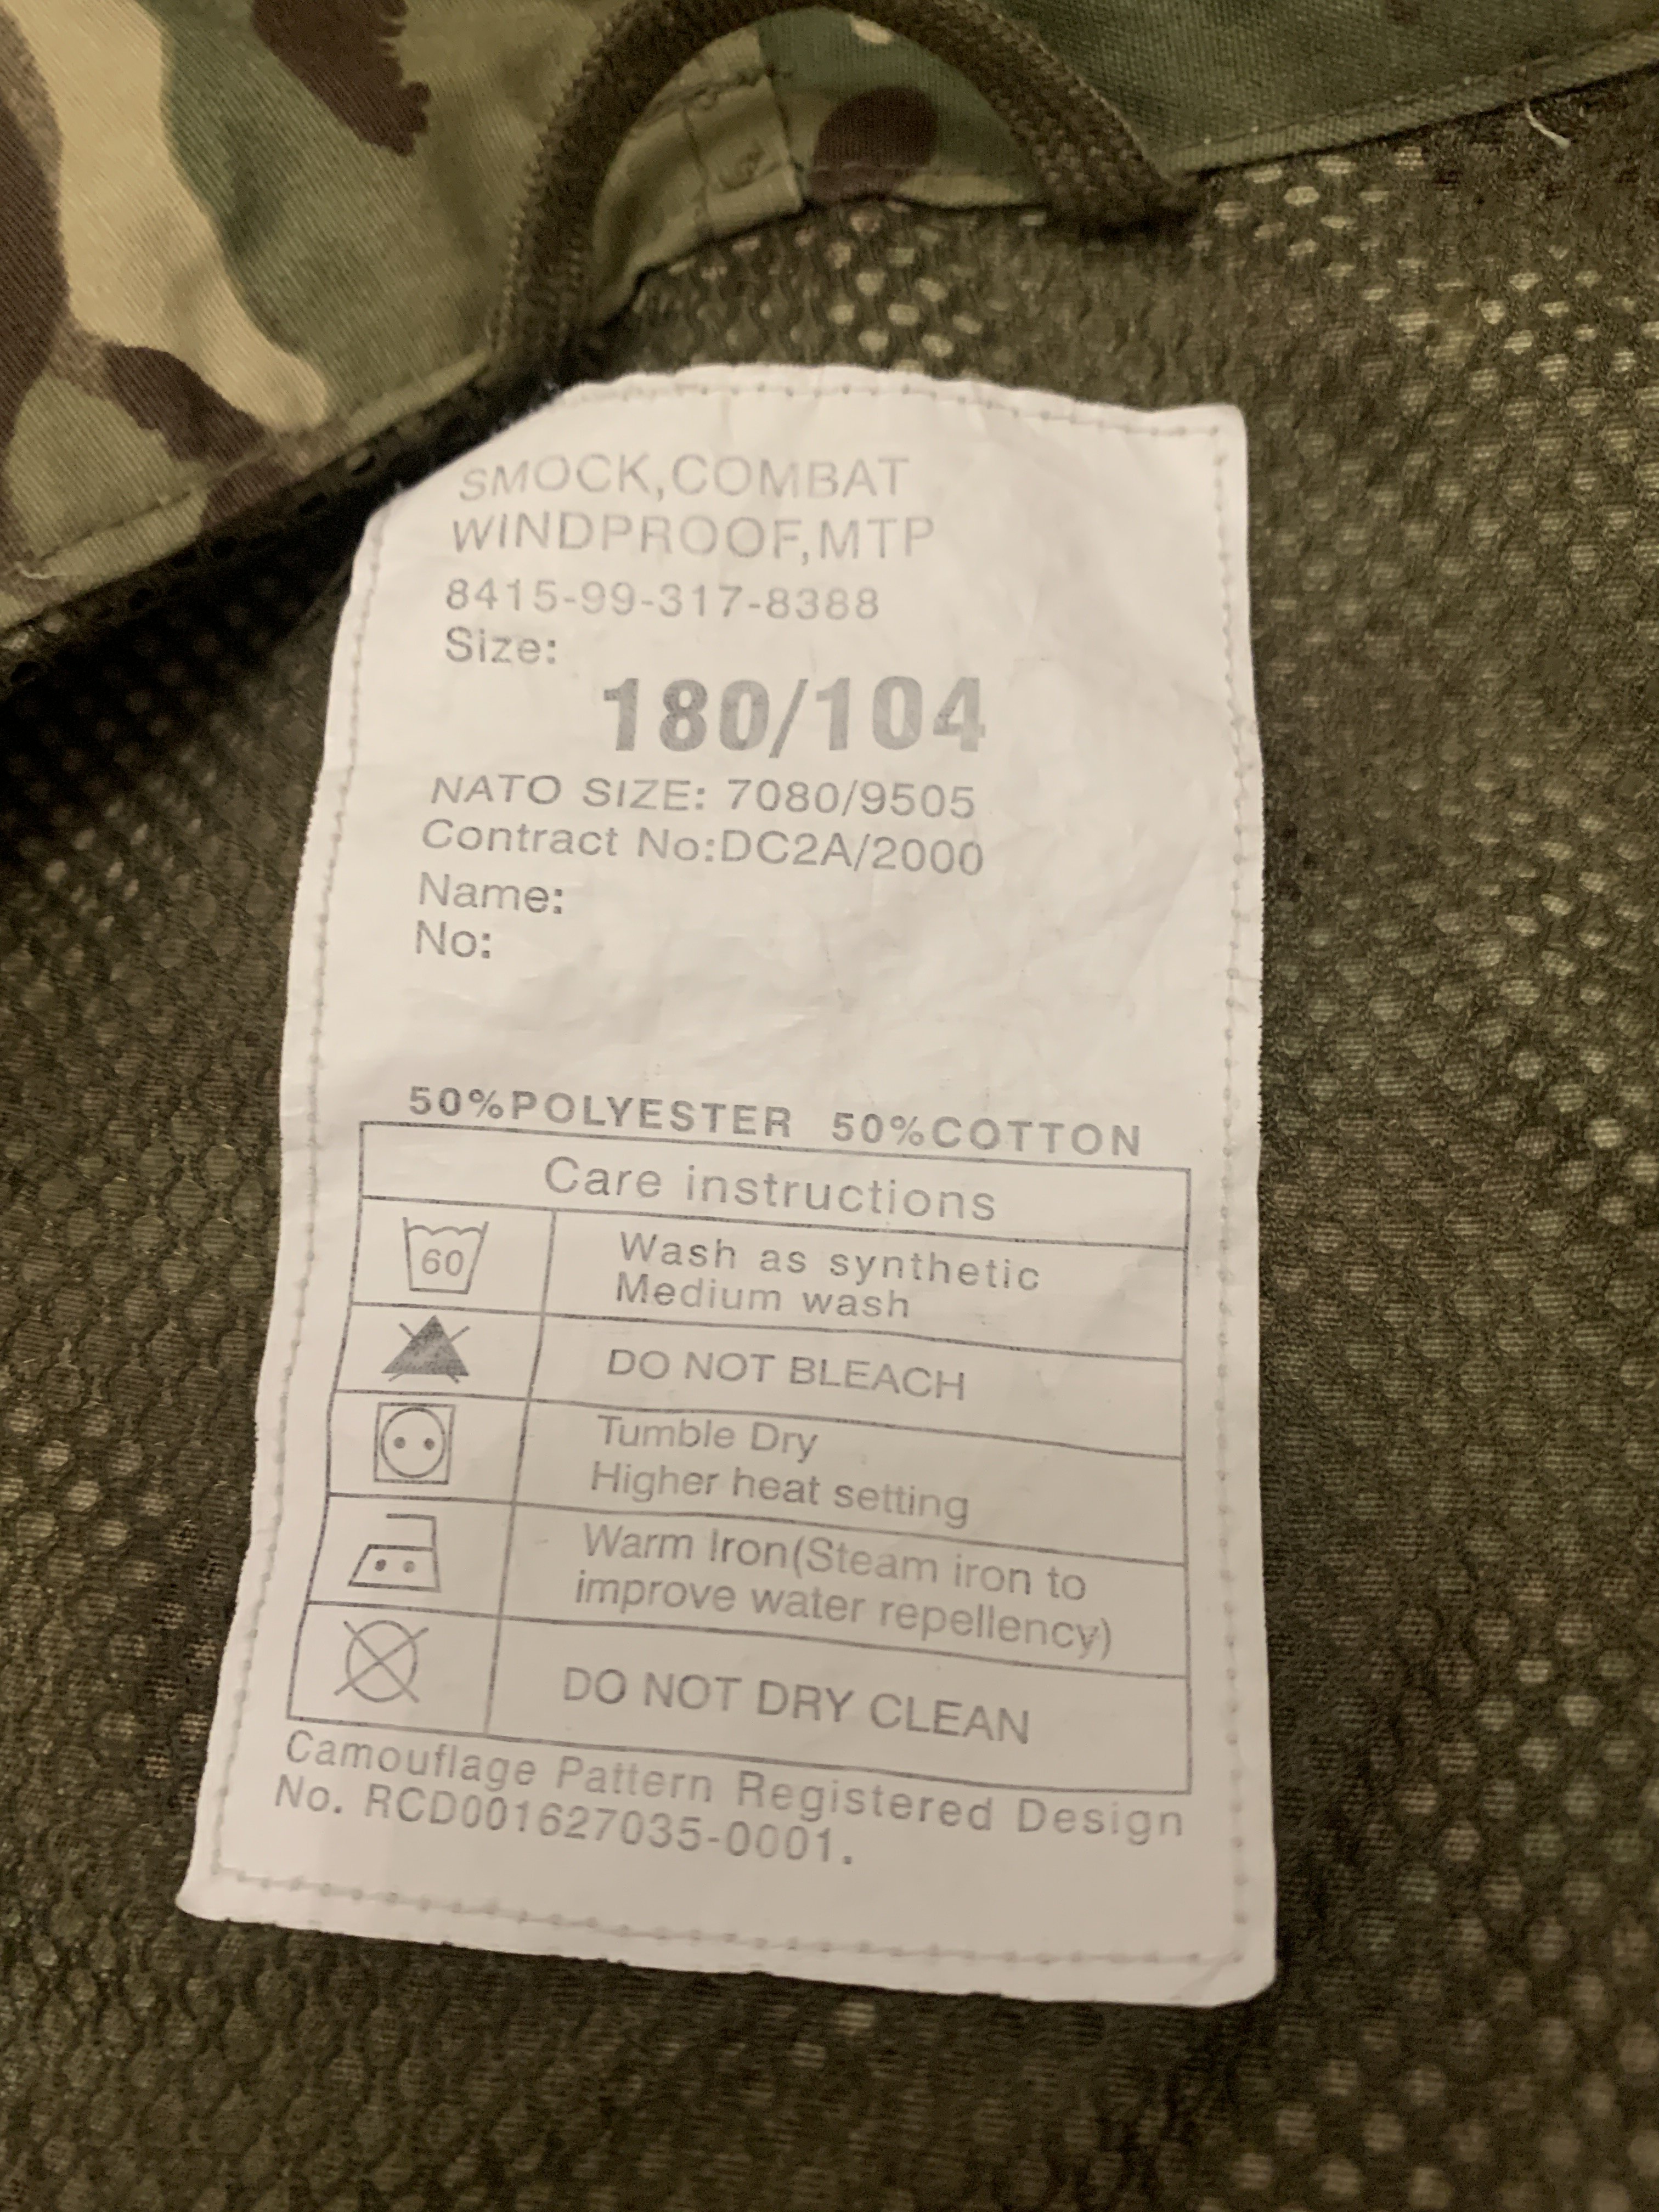 SMOCK,COMBAT
WINDPROOF,MTP
8415-99-317-8388
Size:
180/104
NATO SIZE: 7080/9505
Contract No:DC2A/2000
Name:
No:
50%POLYESTER 50%COTTON
Care instructions
60
Wash as synthetic
Medium wash
DO NOT BLEACH
Tumble Dry
Higher heat setting
Warm Iron(Steam iron to
improve water repellency)
DO NOT DRY CLEAN
Camouflage Pattern Registered Design
No. RCD001627035-0001.